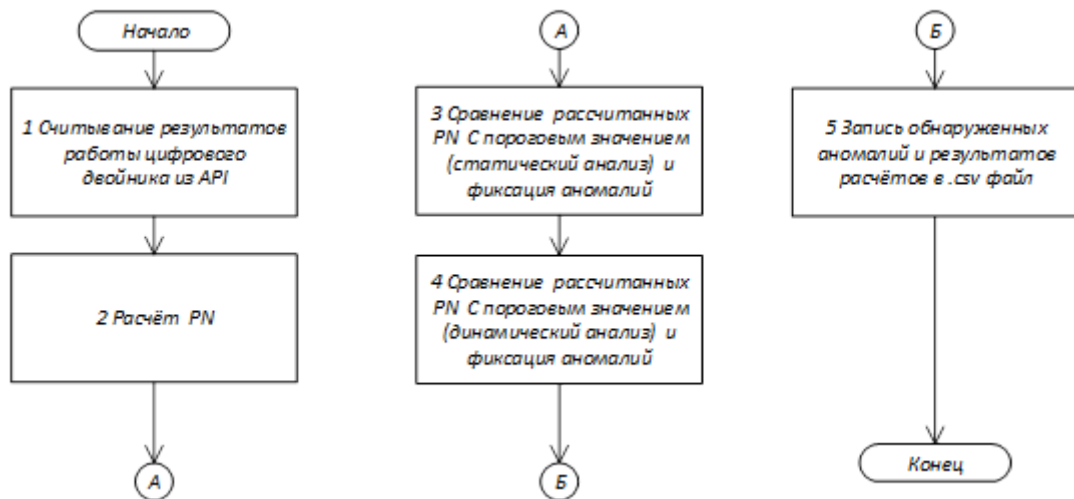 Начало
1 Считывание результатов
работы цифрового
двойника из API
2 Расчёт PN
А
А
3 Сравнение рассчитанных
PN С пороговым значением
(статический анализ) и
фиксация аномалий
4 Сравнение рассчитанных
PN С пороговым значением
(динамический анализ) и
фиксация аномалий
Б
Б
5 Запись обнаруженных
аномалий и результатов
расчётов в .csv файл
Конец